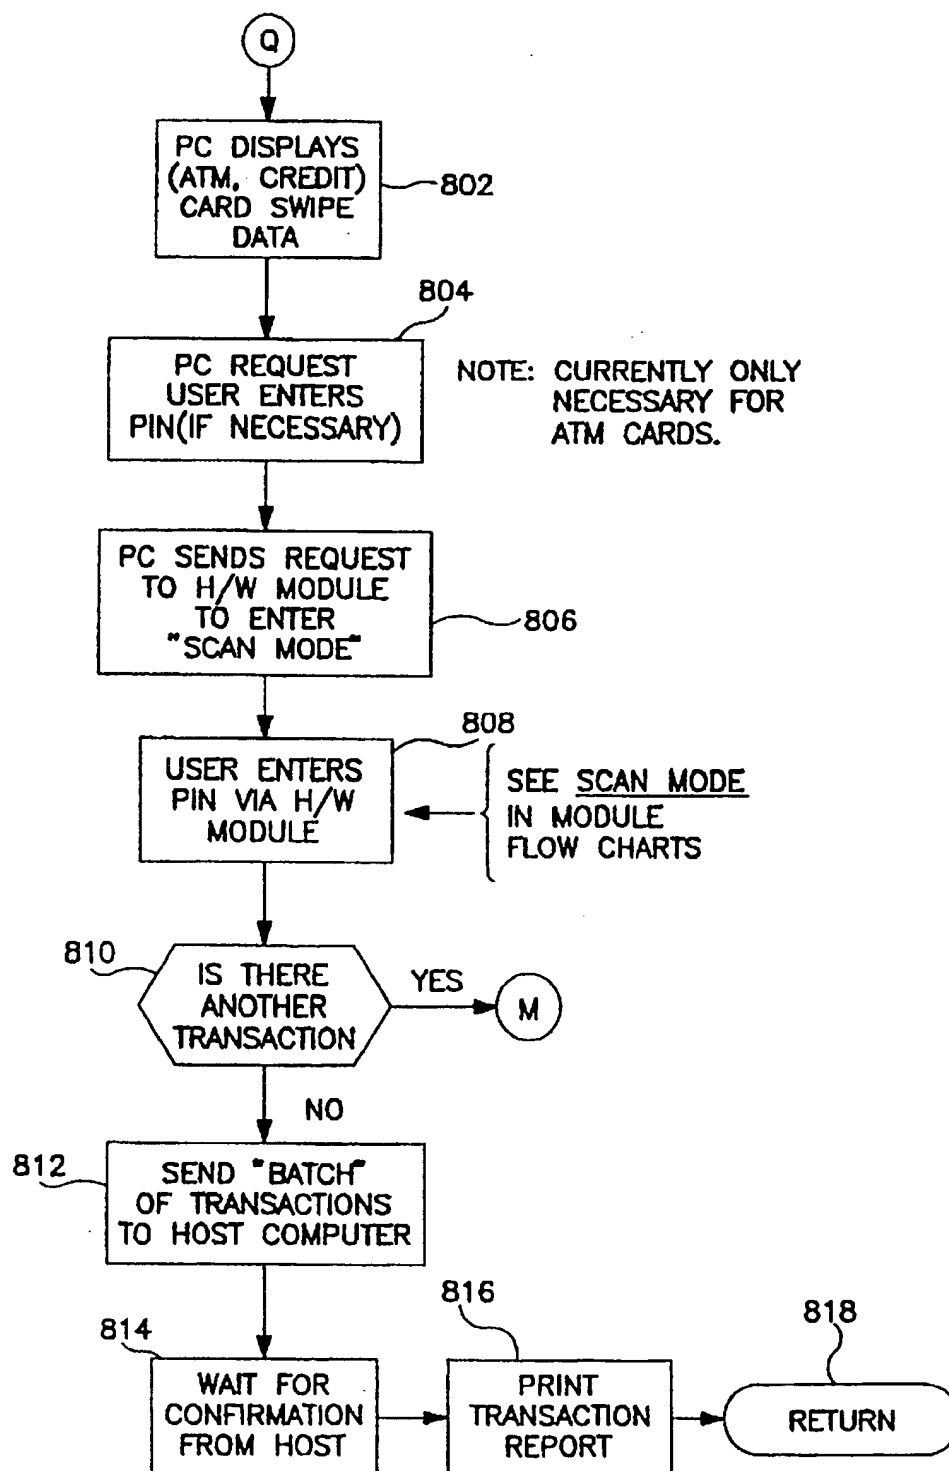 Q
PC DISPLAYS
(ATM, CREDIT)
CARD SWIPE
DATA
802
804
PC REQUEST
USER ENTERS
PIN(IF NECESSARY)
NOTE: CURRENTLY ONLY
NECESSARY FOR
ATM CARDS.
PC SENDS REQUEST
TO H/W MODULE
TO ENTER
"SCAN MODE"
806
808
USER ENTERS
PIN VIA H/W
MODULE
SEE SCAN MODE
IN MODULE
FLOW CHARTS
810
IS THERE
ANOTHER
TRANSACTION
YES
M
NO
812
SEND "BATCH"
OF TRANSACTIONS
TO HOST COMPUTER
814
WAIT FOR
CONFIRMATION
FROM HOST
816
PRINT
TRANSACTION
REPORT
818
RETURN